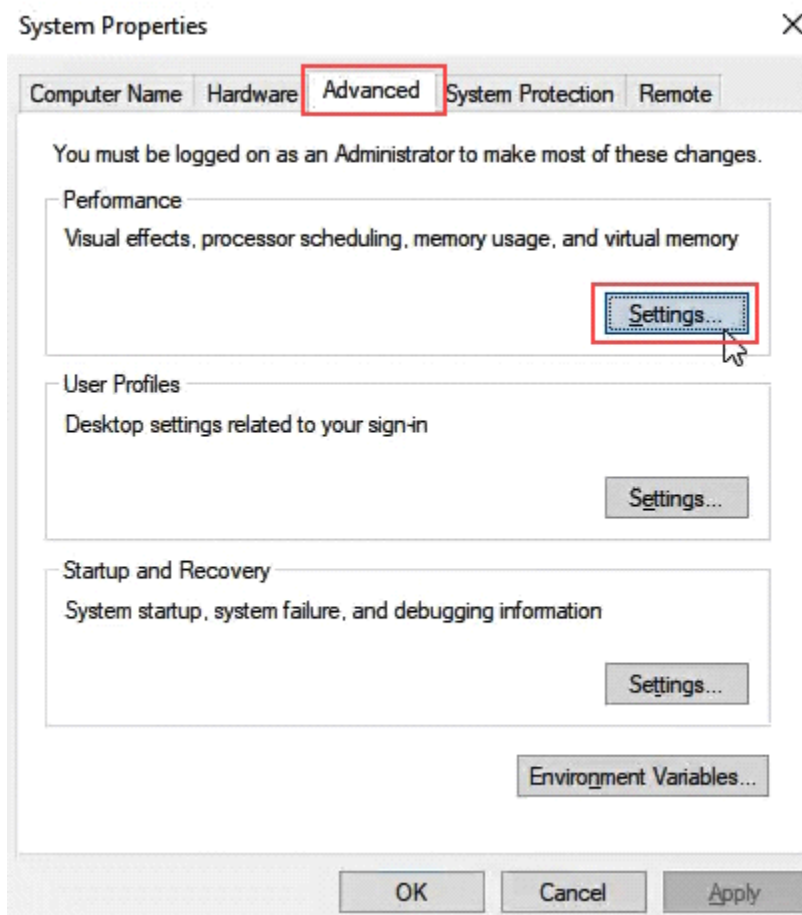 System Properties
Computer Name Hardware Advanced System Protection Remote
You must be logged on as an Administrator to make most of these changes.
Performance
Visual effects, processor scheduling, memory usage, and virtual memory
Settings...
User Profiles
Desktop settings related to your sign-in
Settings...
Startup and Recovery
System startup, system failure, and debugging information
Settings...
Environment Variables...
OK Cancel Apply